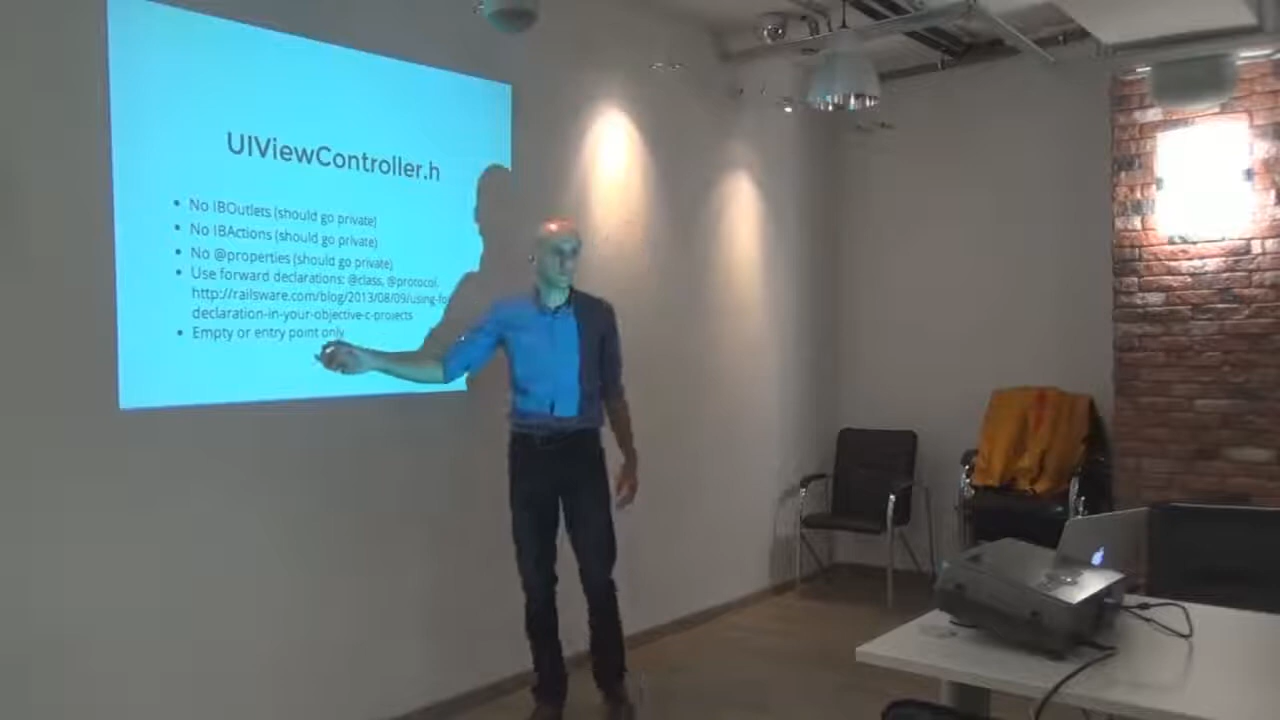 UIViewController.h
• No IBOutlets (should go private)
• No IBActions (should go private)
• No @properties (should go private)
• Use forward declarations: @class, @protocol.
http://railsware.com/blog/2013/08/09/using-fo
declaration-in-your-objective-c-projects
• Empty or entry point only